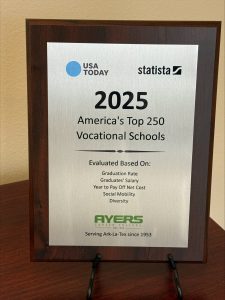 USA
TODAY
statista
2025
America's Top 250
Vocational Schools
Evaluated Based On:
Graduation Rate
Graduates' Salary
Year to Pay Off Net Cost
Social Mobility
Diversity
AYERS
Serving Ark-La-Tex since 1953